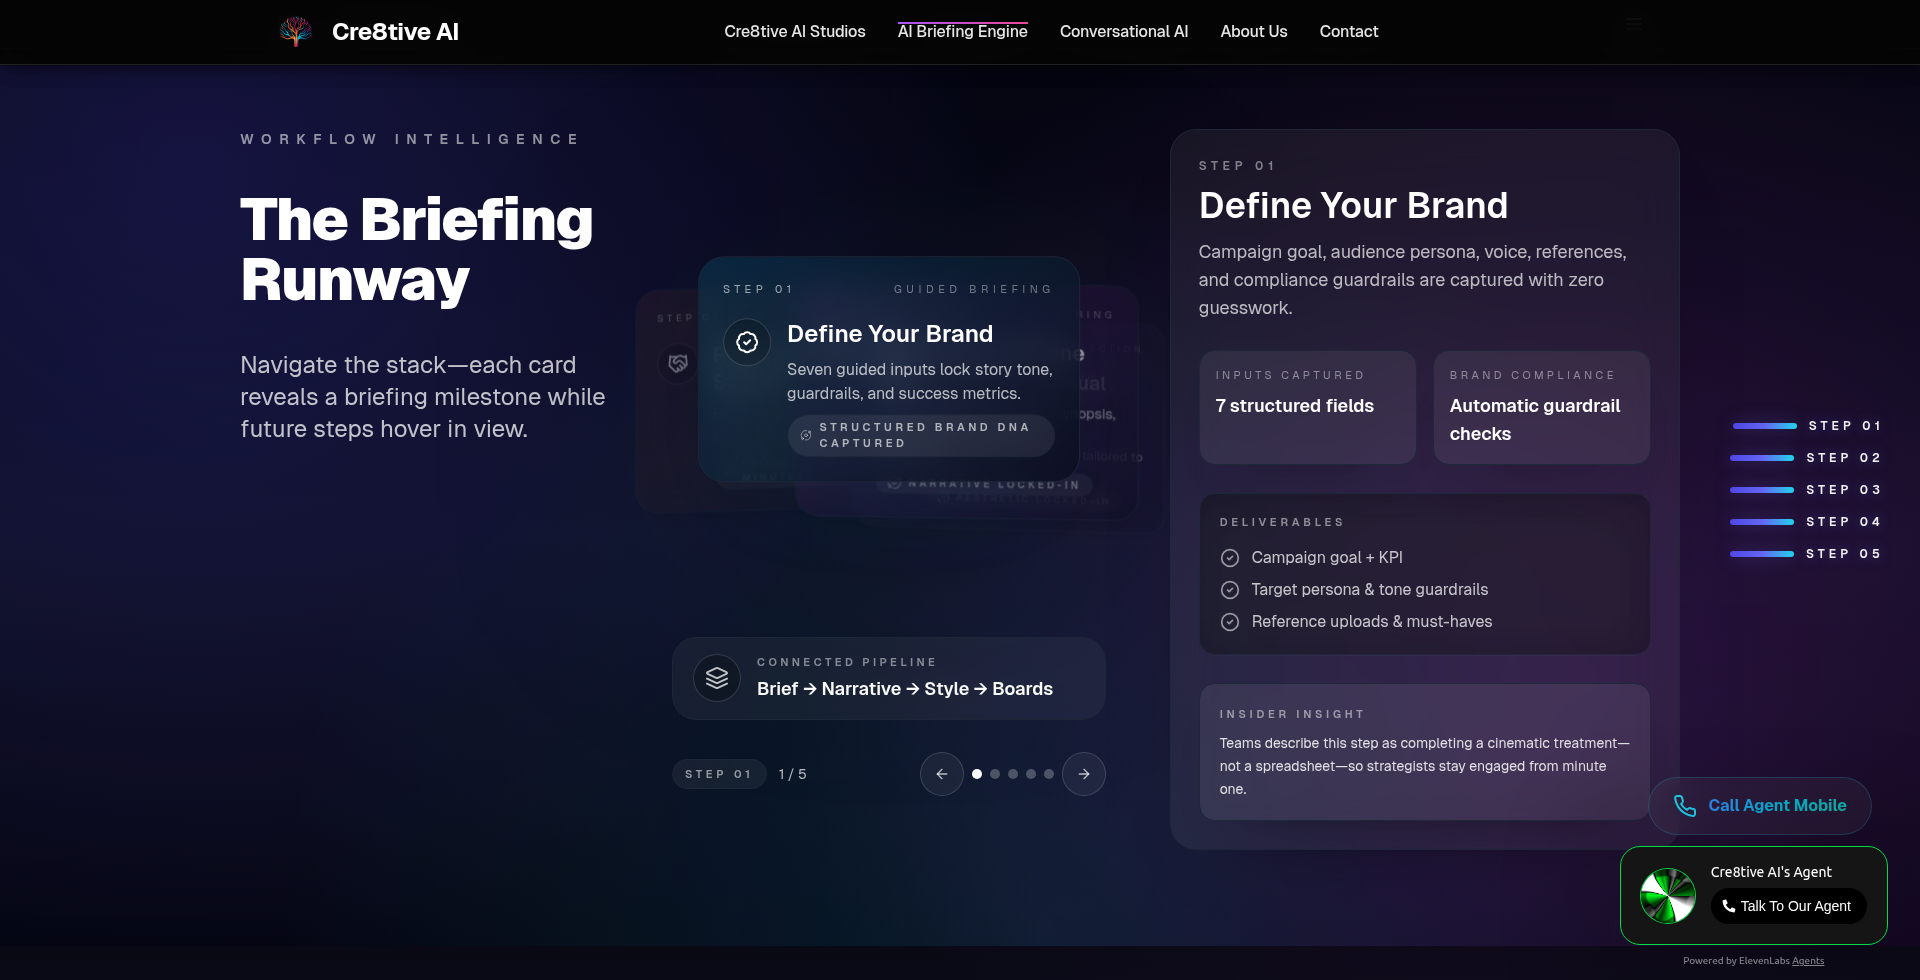 Cre8tive AI
Cre8tive AI Studios
AI Briefing Engine
Conversational AI
About Us
Contact
WORKFLOW INTELLIGENCE
The Briefing
Runway
Navigate the stack—each card
reveals a briefing milestone while
future steps hover in view.
STEP
STEP 01
GUIDED BRIEFING
Define Your Brand
Seven guided inputs lock story tone,
guardrails, and success metrics.
STRUCTURED BRAND DNA
CAPTURED
tailored to
NARRATIVE LOCKED-IN
CONNECTED PIPELINE
Brief → Narrative → Style → Boards
STEP 01
1 / 5
STEP 01
Define Your Brand
Campaign goal, audience persona, voice, references,
and compliance guardrails are captured with zero
guesswork.
INPUTS CAPTURED
7 structured fields
BRAND COMPLIANCE
Automatic guardrail
checks
DELIVERABLES
Campaign goal + KPI
Target persona & tone guardrails
Reference uploads & must-haves
INSIDER INSIGHT
Teams describe this step as completing a cinematic treatment—
not a spreadsheet—so strategists stay engaged from minute
one.
STEP 01
STEP 02
STEP 03
STEP 04
STEP 05
Call Agent Mobile
Cre8tive AI's Agent
Talk To Our Agent
Powered by ElevenLabs Agents